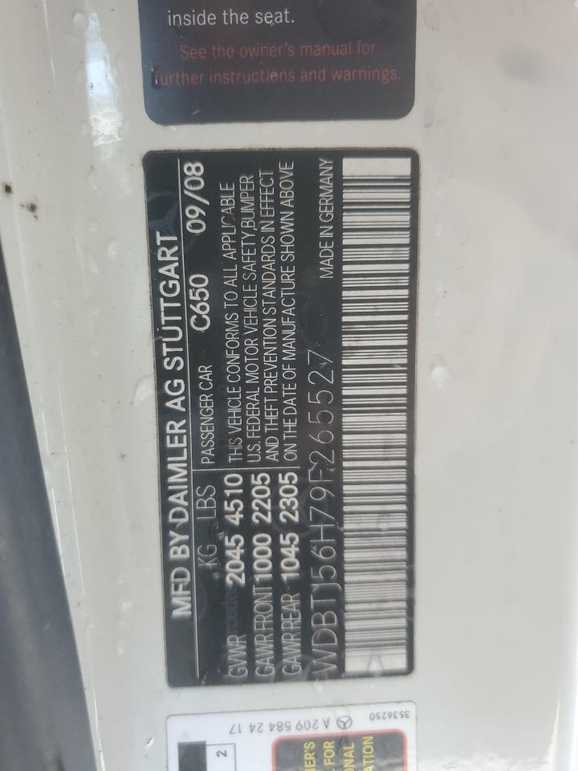 inside the seat.
See the owner's manual for
further instructions and warnings.
MFD BY DAIMLER AG STUTTGART
PASSENGER CAR C650 09/08
KG LBS
GVWR 2045 4510
GAWR FRONT 1000 2205
GAWR REAR 1045 2305
THIS VEHICLE CONFORMS TO ALL APPLICABLE
U.S. FEDERAL MOTOR VEHICLE SAFETY, BUMPER
AND THEFT PREVENTION STANDARDS IN EFFECT
ON THE DATE OF MANUFACTURE SHOWN ABOVE
WDBTJ56H79F265527
MADE IN GERMANY
A 209 584 24 17
3536250
2
FOR